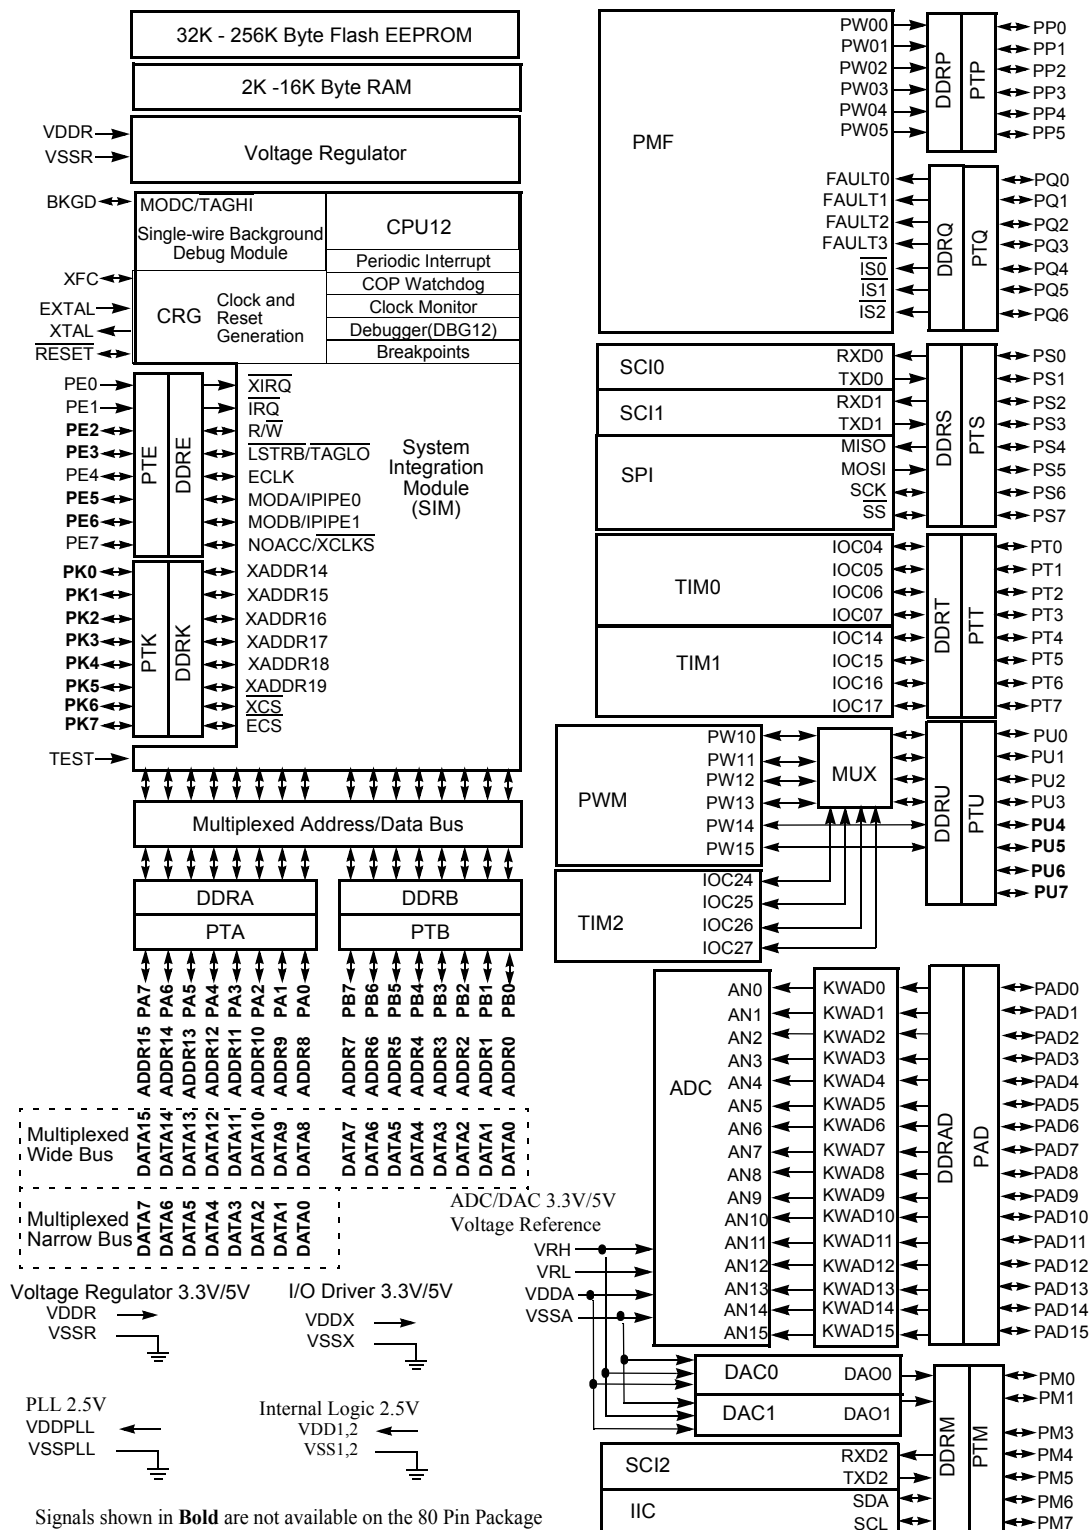 32K - 256K Byte Flash EEPROM
2K -16K Byte RAM
VDDR
VSSR
Voltage Regulator
BKGD
MODC/TAGHI
Single-wire Background
Debug Module
CPU12
Periodic Interrupt
COP Watchdog
Clock Monitor
Debugger(DBG12)
Breakpoints
XFC
EXTAL
XTAL
RESET
CRG
Clock and
Reset
Generation
PE0
PE1
PE2
PE3
PE4
PE5
PE6
PE7
PTE
DDRE
XIRQ
IRQ
R/W
LSTRB/TAGLO
ECLK
MODA/IPIPE0
MODB/IPIPE1
NOACC/XCLKS
System
Integration
Module
(SIM)
PK0
PK1
PK2
PK3
PK4
PK5
PK6
PK7
PTK
DDRK
XADDR14
XADDR15
XADDR16
XADDR17
XADDR18
XADDR19
XCS
ECS
TEST
Multiplexed Address/Data Bus
DDRA
PTA
DDRB
PTB
PA7
PA6
PA5
PA4
PA3
PA2
PA1
PA0
PB7
PB6
PB5
PB4
PB3
PB2
PB1
PB0
ADDR15
ADDR14
ADDR13
ADDR12
ADDR11
ADDR10
ADDR9
ADDR8
ADDR7
ADDR6
ADDR5
ADDR4
ADDR3
ADDR2
ADDR1
ADDR0
Multiplexed
Wide Bus
DATA15
DATA14
DATA13
DATA12
DATA11
DATA10
DATA9
DATA8
DATA7
DATA6
DATA5
DATA4
DATA3
DATA2
DATA1
DATA0
Multiplexed
Narrow Bus
DATA7
DATA6
DATA5
DATA4
DATA3
DATA2
DATA1
DATA0
Voltage Regulator 3.3V/5V
VDDR
VSSR
I/O Driver 3.3V/5V
VDDX
VSSX
PLL 2.5V
VDDPLL
VSSPLL
Internal Logic 2.5V
VDD1,2
VSS1,2
Signals shown in Bold are not available on the 80 Pin Package
PMF
PW00
PW01
PW02
PW03
PW04
PW05
DDRP
PTP
PP0
PP1
PP2
PP3
PP4
PP5
FAULT0
FAULT1
FAULT2
FAULT3
IS0
IS1
IS2
DDRQ
PTQ
PQ0
PQ1
PQ2
PQ3
PQ4
PQ5
PQ6
SCI0
RXD0
TXD0
SCI1
RXD1
TXD1
SPI
MISO
MOSI
SCK
SS
DDRS
PTS
PS0
PS1
PS2
PS3
PS4
PS5
PS6
PS7
TIM0
IOC04
IOC05
IOC06
IOC07
TIM1
IOC14
IOC15
IOC16
IOC17
DDRT
PTT
PT0
PT1
PT2
PT3
PT4
PT5
PT6
PT7
PWM
PW10
PW11
PW12
PW13
PW14
PW15
MUX
DDRU
PTU
PU0
PU1
PU2
PU3
PU4
PU5
PU6
PU7
TIM2
IOC24
IOC25
IOC26
IOC27
ADC
AN0
AN1
AN2
AN3
AN4
AN5
AN6
AN7
AN8
AN9
AN10
AN11
AN12
AN13
AN14
AN15
KWAD0
KWAD1
KWAD2
KWAD3
KWAD4
KWAD5
KWAD6
KWAD7
KWAD8
KWAD9
KWAD10
KWAD11
KWAD12
KWAD13
KWAD14
KWAD15
DDRAD
PAD
PAD0
PAD1
PAD2
PAD3
PAD4
PAD5
PAD6
PAD7
PAD8
PAD9
PAD10
PAD11
PAD12
PAD13
PAD14
PAD15
ADC/DAC 3.3V/5V
Voltage Reference
VRH
VRL
VDDA
VSSA
DAC0
DAO0
DAC1
DAO1
SCI2
RXD2
TXD2
IIC
SDA
SCL
DDRM
PTM
PM0
PM1
PM3
PM4
PM5
PM6
PM7